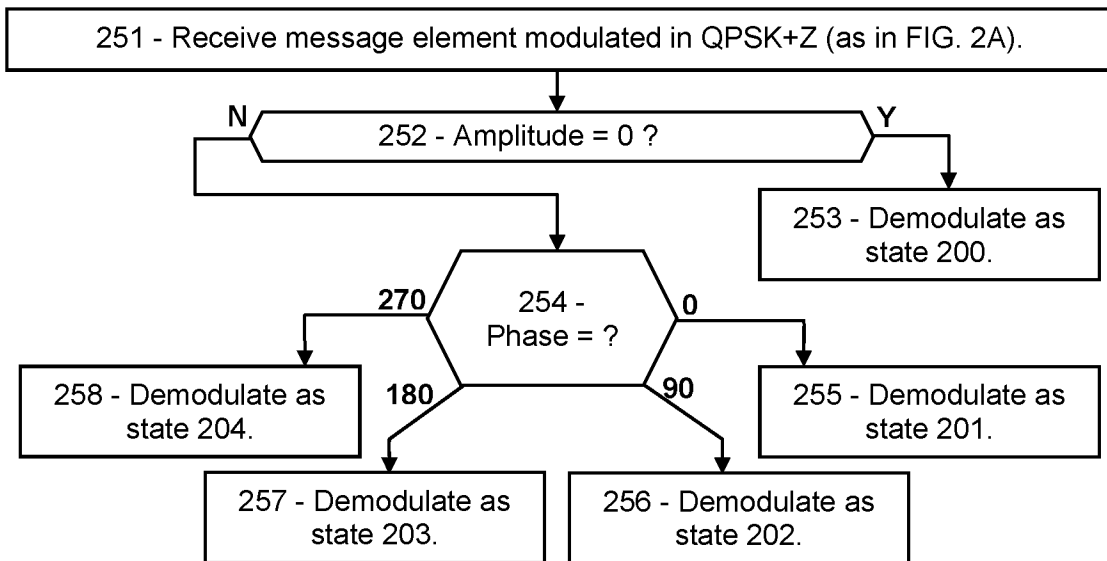 251 - Receive message element modulated in QPSK+Z (as in FIG. 2A).
N
Y
252 - Amplitude = 0 ?
253 - Demodulate as
state 200.
270
254 -
Phase = ?
0
180
90
258 - Demodulate as
state 204.
255 - Demodulate as
state 201.
257 - Demodulate as
state 203.
256 - Demodulate as
state 202.